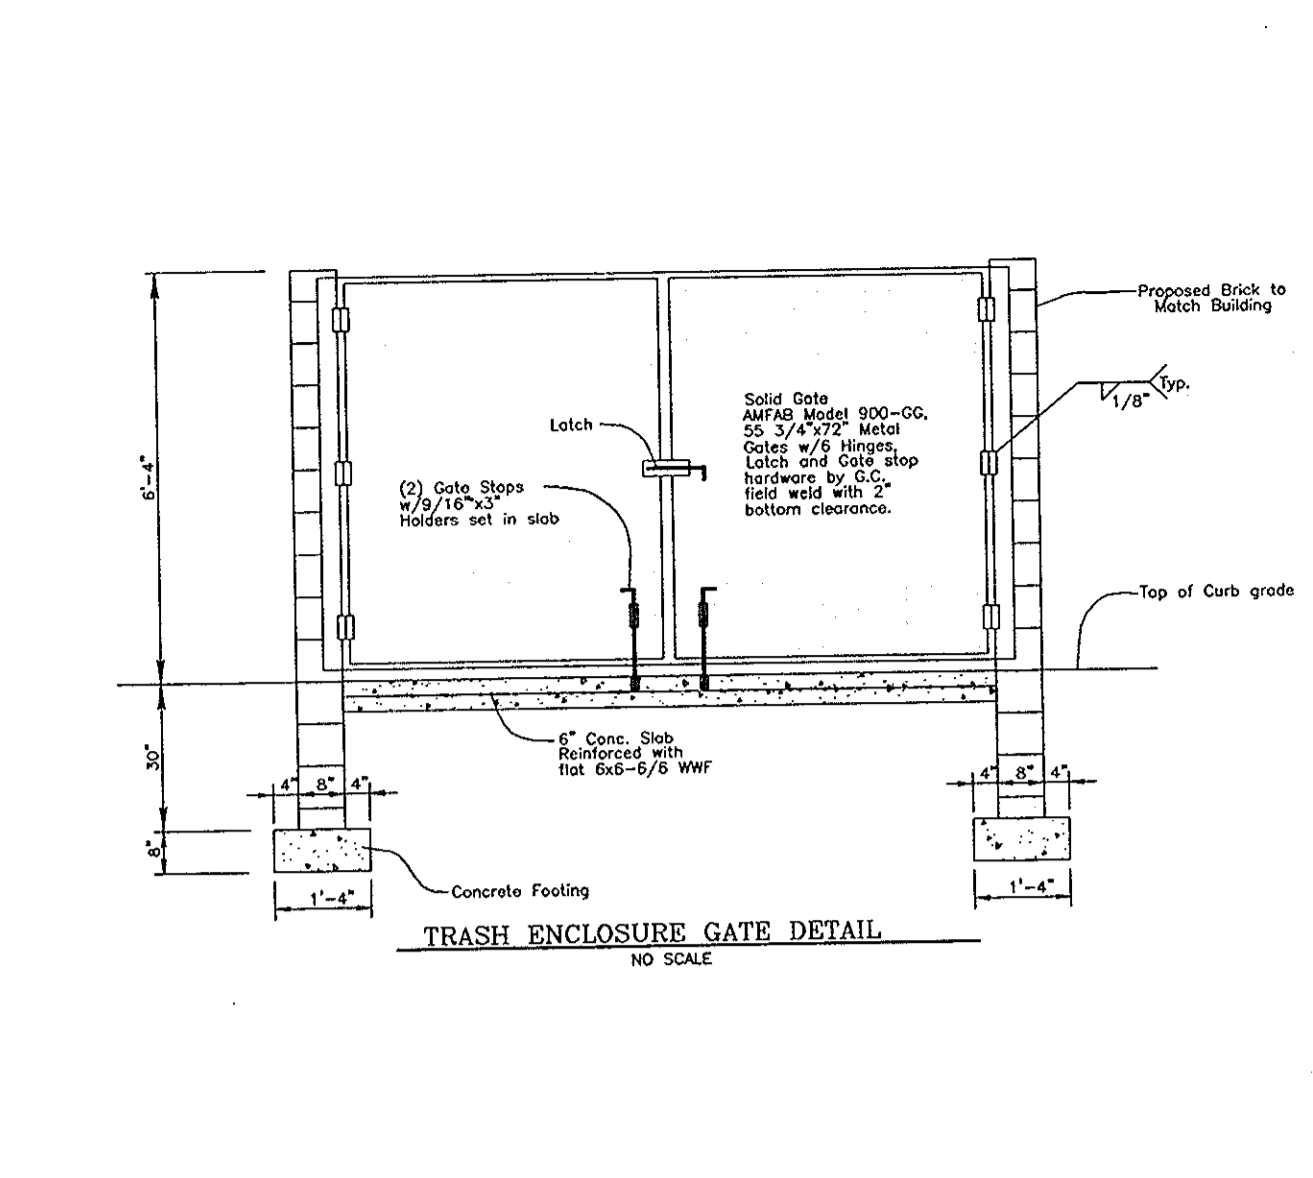 Proposed Brick to
Match Building
Typ.
1/8"
Solid Gate
AMFAB Model 900-GG.
55 3/4"x72" Metal
Gates w/6 Hinges,
Latch and Gate stop
hardware by G.C.
field weld with 2"
bottom clearance.
Latch
6'-4"
(2) Gate Stops
w/9/16"x3"
Holders set in slab
Top of Curb grade
6" Conc. Slab
Reinforced with
flat 6x6-6/6 WWF
30"
4" 8" 4"
4" 8" 4"
8"
Concrete Footing
1'-4"
1'-4"
TRASH ENCLOSURE GATE DETAIL
NO SCALE